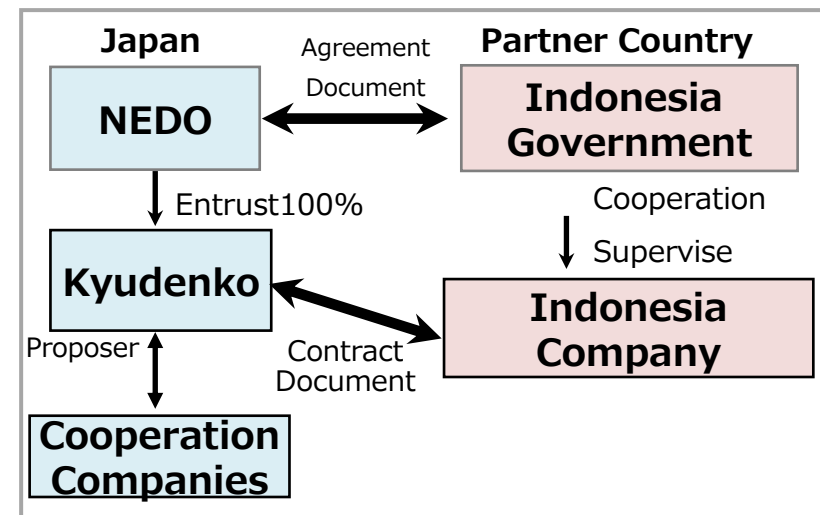 Japan
Agreement
Document
Partner Country
NEDO
Indonesia
Government
Entrust100%
Cooperation
Supervise
Kyudenko
Indonesia
Company
Proposer
Contract
Document
Cooperation
Companies